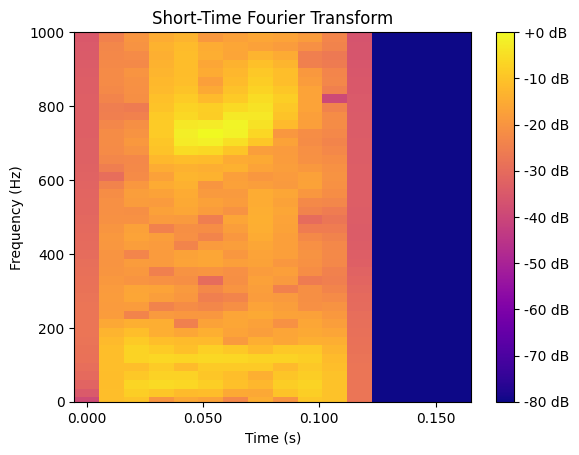 Short-Time Fourier Transform
1000
800
600
400
200
0
Frequency (Hz)
0.000
0.050
0.100
0.150
Time (s)
+0 dB
-10 dB
-20 dB
-30 dB
-40 dB
-50 dB
-60 dB
-70 dB
-80 dB